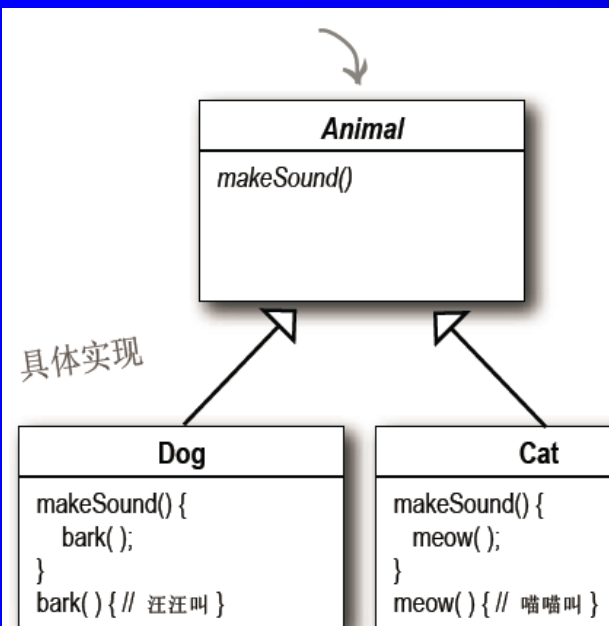 Animal
makeSound()
具体实现
Dog
makeSound() {
bark( );
}
bark( ) { // 汪汪叫 }
Cat
makeSound() {
meow( );
}
meow( ) { // 喵喵叫 }